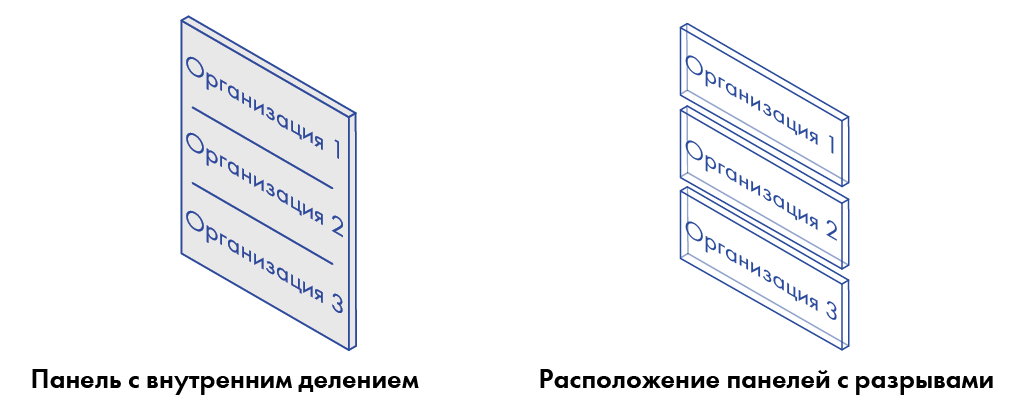 Организация 1
Организация 2
Организация 3
Панель с внутренним делением
Организация 1
Организация 2
Организация 3
Расположение панелей с разрывами